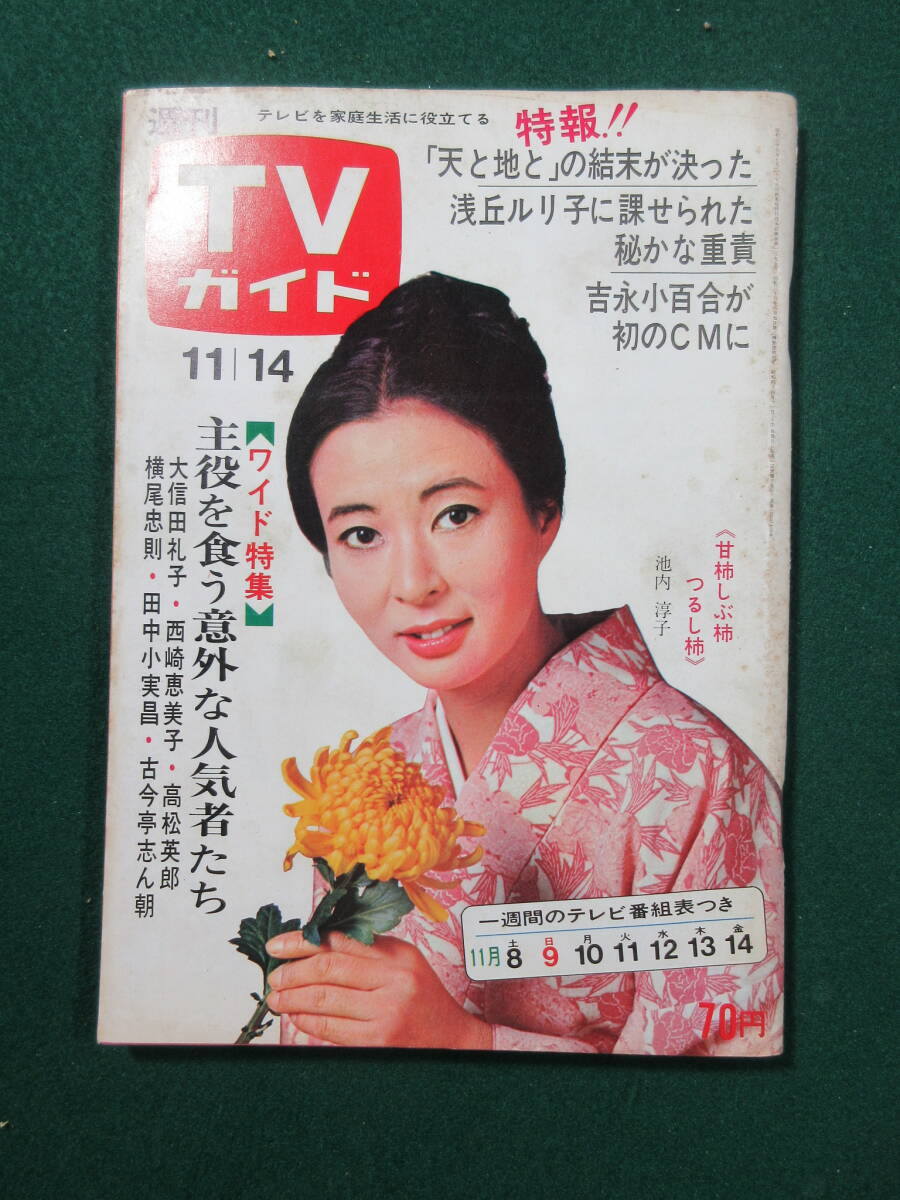 週刊
テレビを家庭生活に役立てる
TV
ガイド
11|14
特報!!
「天と地と」の結末が決った
浅丘ルリ子に課せられた
秘かな重責
吉永小百合が
初のCMに
《ワイド特集》
主役を食う意外な人気者たち
大信田礼子・西崎恵美子・高松英郎
横尾忠則・田中小実昌・古今亭志ん朝
《甘柿しぶ柿
つるし柿》
池内淳子
一週間のテレビ番組表つき
土 日 月 火 水 木 金
11月 8 9 10 11 12 13 14
70円